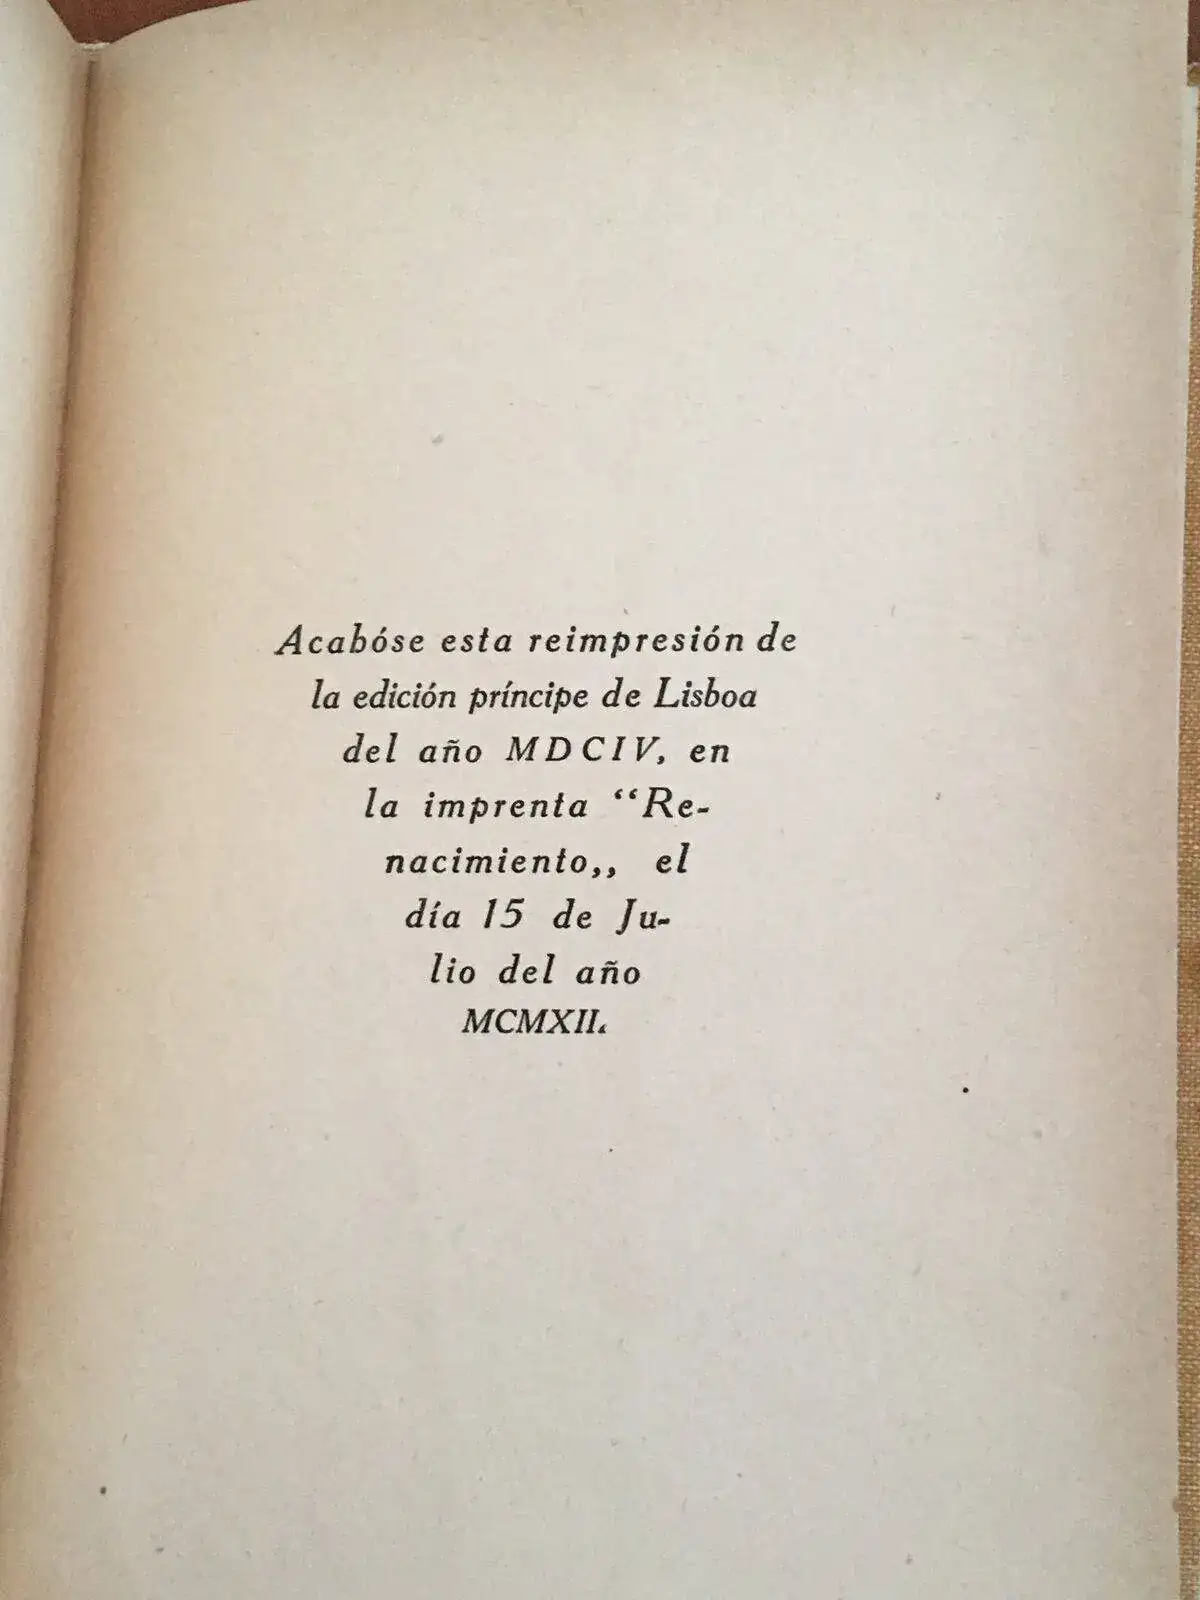 Acabóse esta reimpresión de
la edición príncipe de Lisboa
del año MDCIV, en
la imprenta “Re-
nacimiento,, el
día 15 de Ju-
lio del año
MCMXII.